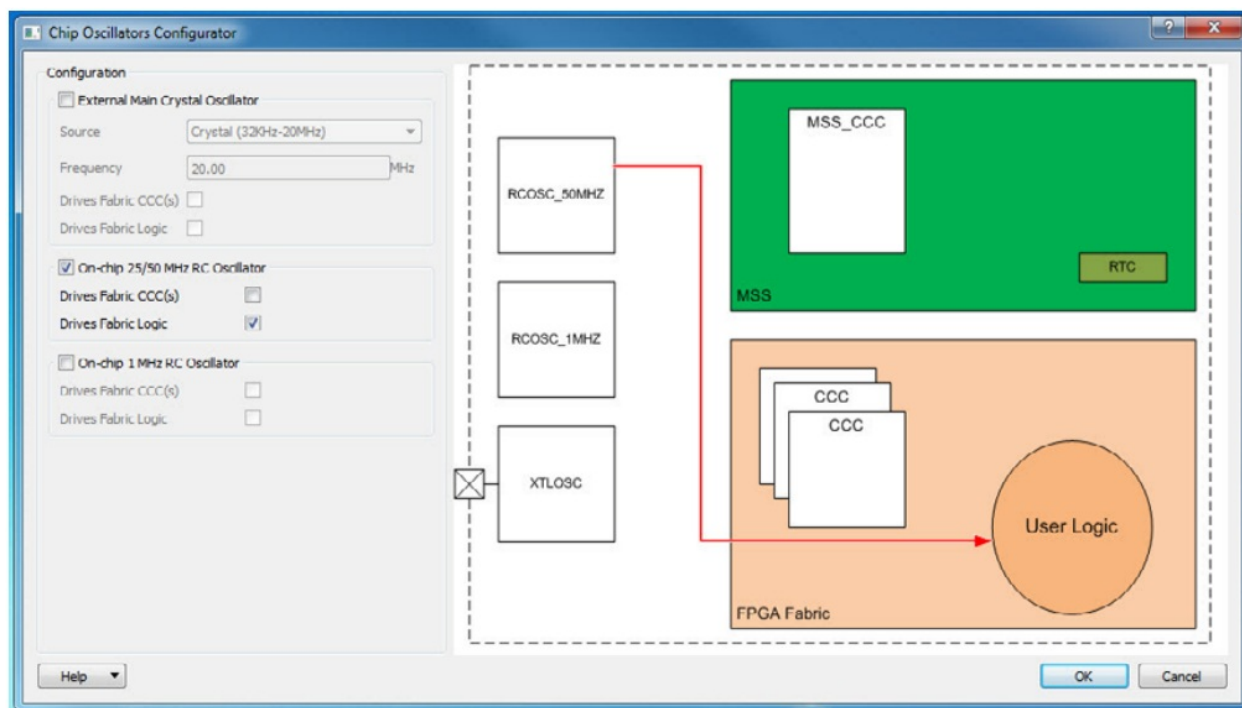 Chip Oscillators Configurator
Configuration
External Main Crystal Oscillator
Source
Crystal (32KHz-20MHz)
Frequency
20.00
MHz
Drives Fabric CCC(s)
Drives Fabric Logic
On-chip 25/50 MHz RC Oscillator
Drives Fabric CCC(s)
Drives Fabric Logic
On-chip 1 MHz RC Oscillator
Drives Fabric CCC(s)
Drives Fabric Logic
RCOSC_50MHZ
RCOSC_1MHZ
XTLOSC
MSS_CCC
RTC
MSS
CCC
CCC
User Logic
FPGA Fabric
Help
OK
Cancel